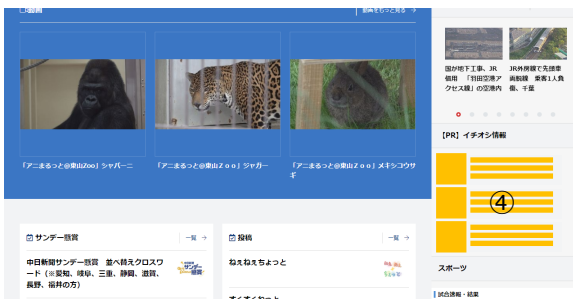 動画をもっと見る →
「アニまるっと@東山Zoo」シャバーニ
「アニまるっと@東山Ｚｏｏ」ジャガー
「アニまるっと@東山Ｚｏｏ」メキシコウサ
ギ
国が地下工事、JR
借用　「羽田空港ア
クセス線」の空港内
JR外房線で先頭車
両脱線　乗客1人負
傷、千葉
【PR】イチオシ情報
④
サンデー懸賞
一覧 →
中日新聞サンデー懸賞　並べ替えクロスワ
ード（※愛知、岐阜、三重、静岡、滋賀、
長野、福井の方）
投稿
一覧 →
ねぇねぇちょっと
スポーツ
試合速報・結果